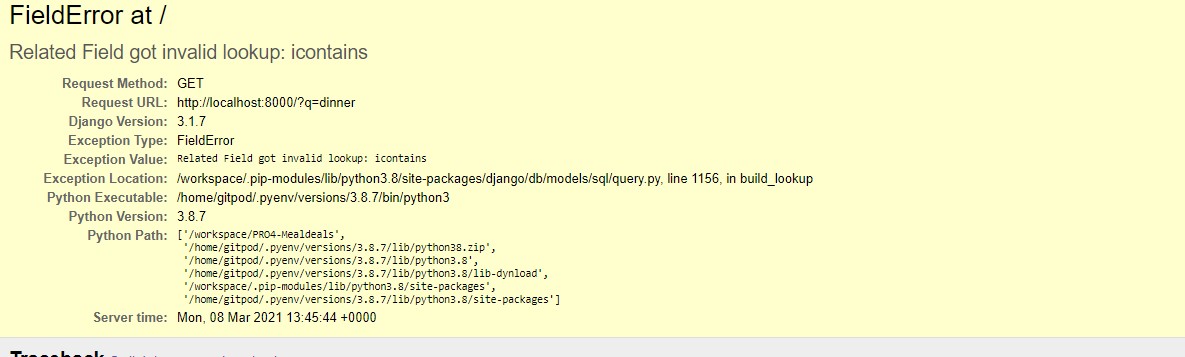 FieldError at /
Related Field got invalid lookup: icontains
Request Method: GET
Request URL: http://localhost:8000/?q=dinner
Django Version: 3.1.7
Exception Type: FieldError
Exception Value: Related Field got invalid lookup: icontains
Exception Location: /workspace/.pip-modules/lib/python3.8/site-packages/django/db/models/sql/query.py, line 1156, in build_lookup
Python Executable: /home/gitpod/.pyenv/versions/3.8.7/bin/python3
Python Version: 3.8.7
Python Path: ['/workspace/PRO4-Mealdeals',
'/home/gitpod/.pyenv/versions/3.8.7/lib/python38.zip',
'/home/gitpod/.pyenv/versions/3.8.7/lib/python3.8',
'/home/gitpod/.pyenv/versions/3.8.7/lib/python3.8/lib-dynload',
'/workspace/.pip-modules/lib/python3.8/site-packages',
'/home/gitpod/.pyenv/versions/3.8.7/lib/python3.8/site-packages']
Server time: Mon, 08 Mar 2021 13:45:44 +0000
Traceback